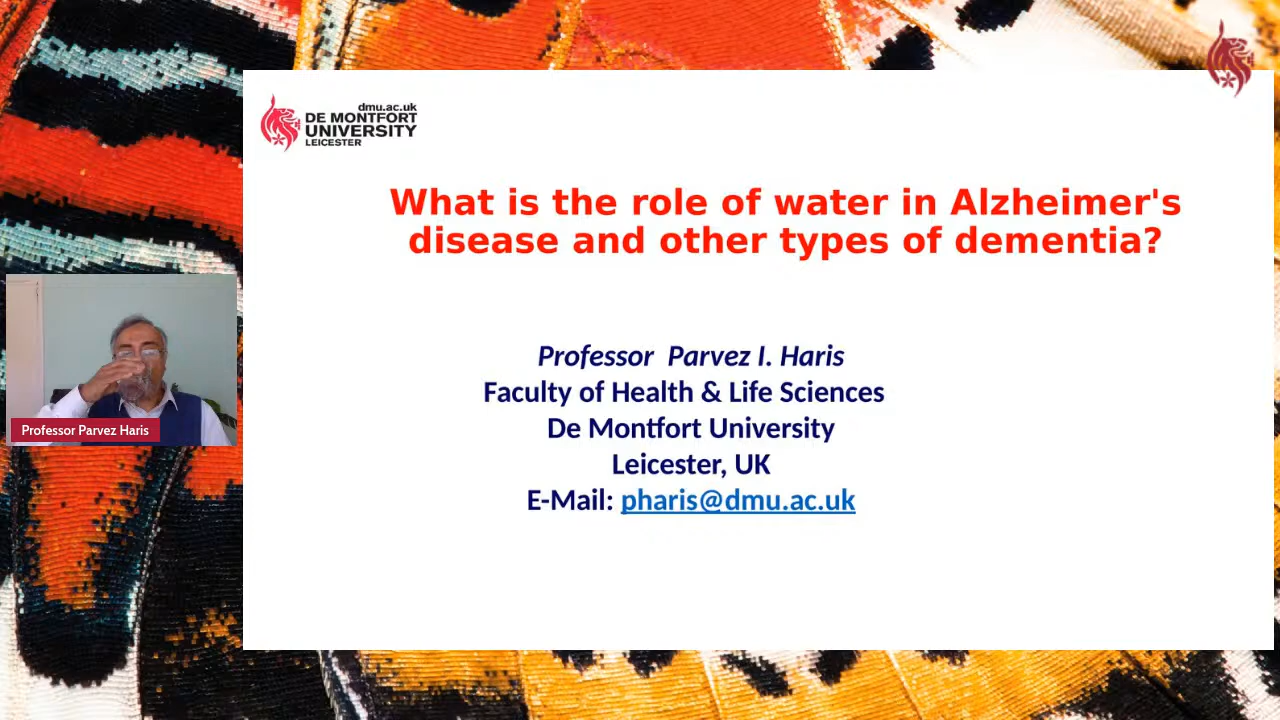 dmu.ac.uk
DE MONTFORT
UNIVERSITY
LEICESTER
What is the role of water in Alzheimer's
disease and other types of dementia?
Professor Parvez I. Haris
Faculty of Health & Life Sciences
De Montfort University
Leicester, UK
E-Mail: pharis@dmu.ac.uk
Professor Parvez Haris